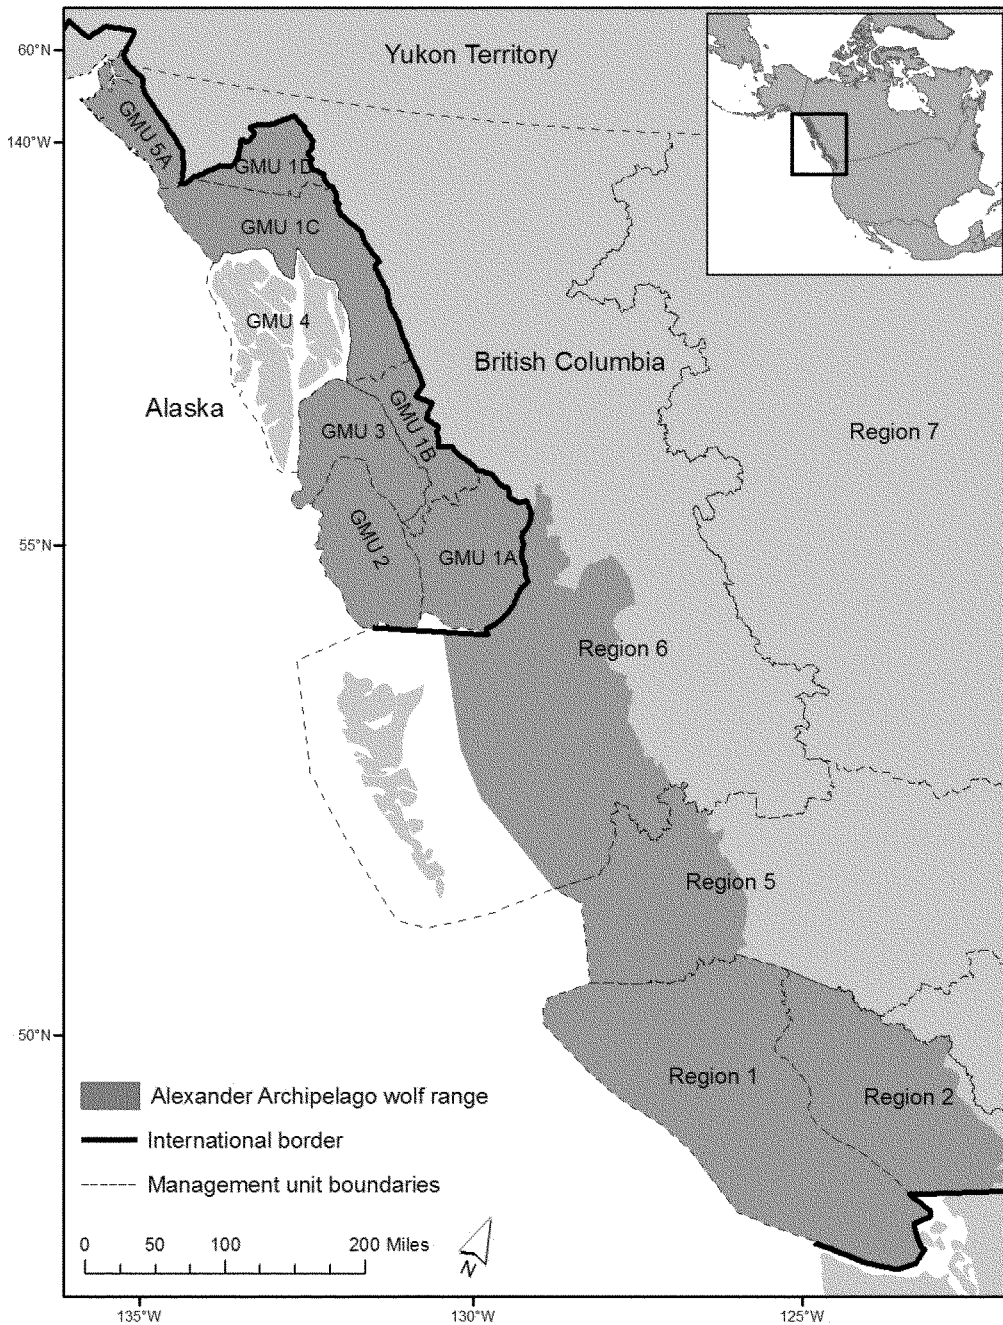 60°N
Yukon Territory
140°W
GMU 5A
GMU 1D
GMU 1C
GMU 4
British Columbia
Alaska
GMU 3
GMU 1B
Region 7
GMU 2
55°N
GMU 1A
Region 6
Region 5
50°N
Region 1
Region 2
Alexander Archipelago wolf range
International border
Management unit boundaries
0 50 100 200 Miles
N
135°W 130°W 125°W